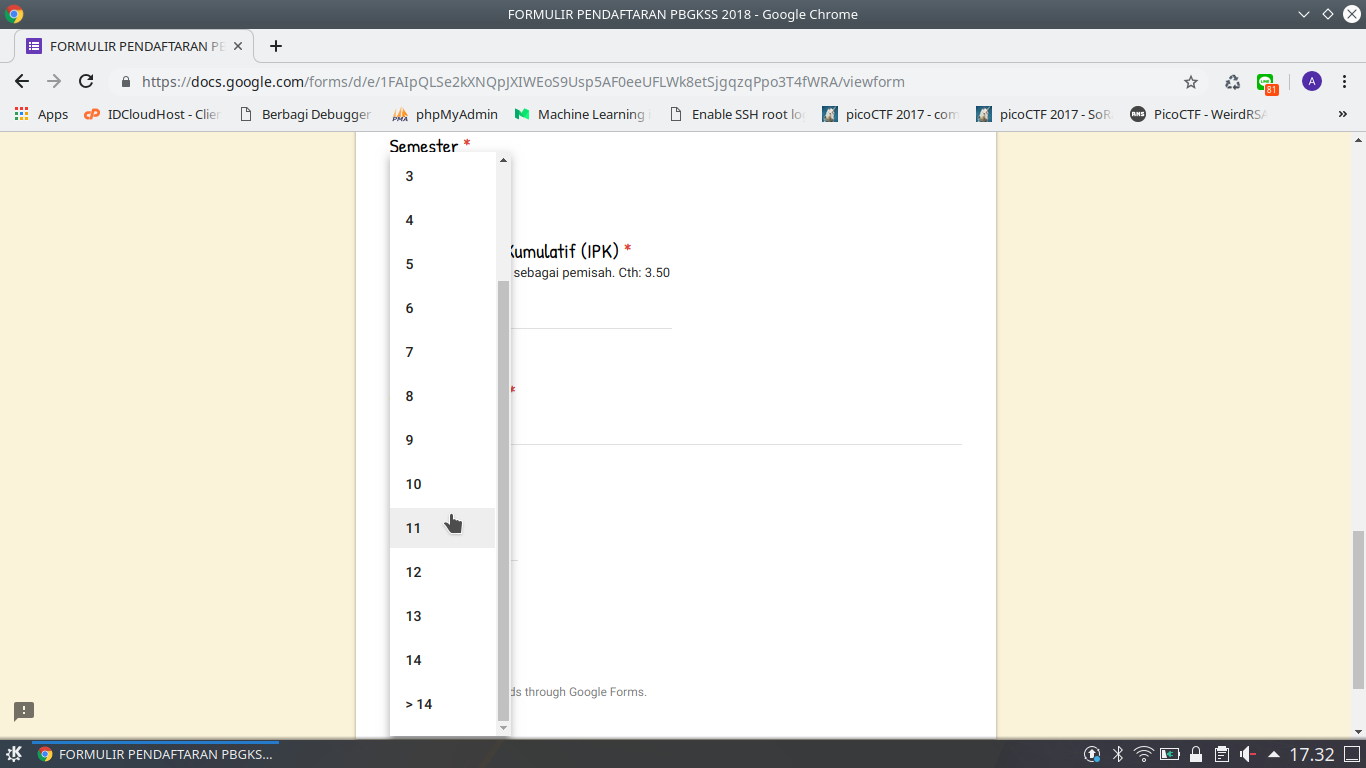 FORMULIR PENDAFTARAN PBGKSS 2018 - Google Chrome
FORMULIR PENDAFTARAN PB
https://docs.google.com/forms/d/e/1FAIpQLSe2kXNQpJXIWEoS9Usp5AF0eeUFLWk8etSjgqzqPpo3T4fWRA/viewform
81
A
Apps
IDCloudHost - Clien
Berbagi Debugger
PMA
phpMyAdmin
Machine Learning
Enable SSH root lo
picoCTF 2017 - com
picoCTF 2017 - SoR
PicoCTF - WeirdRSA
»
Semester *
3
4
Kumulatif (IPK) *
5
sebagai pemisah. Cth: 3.50
6
7
8
*
9
10
11
12
13
14
ds through Google Forms.
> 14
FORMULIR PENDAFTARAN PBGKS...
17.32